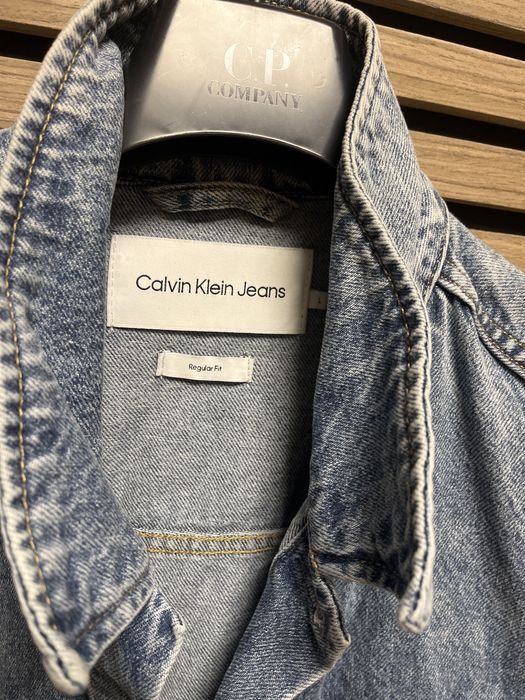 C.P.
COMPANY
Calvin Klein Jeans
L
Regular Fit